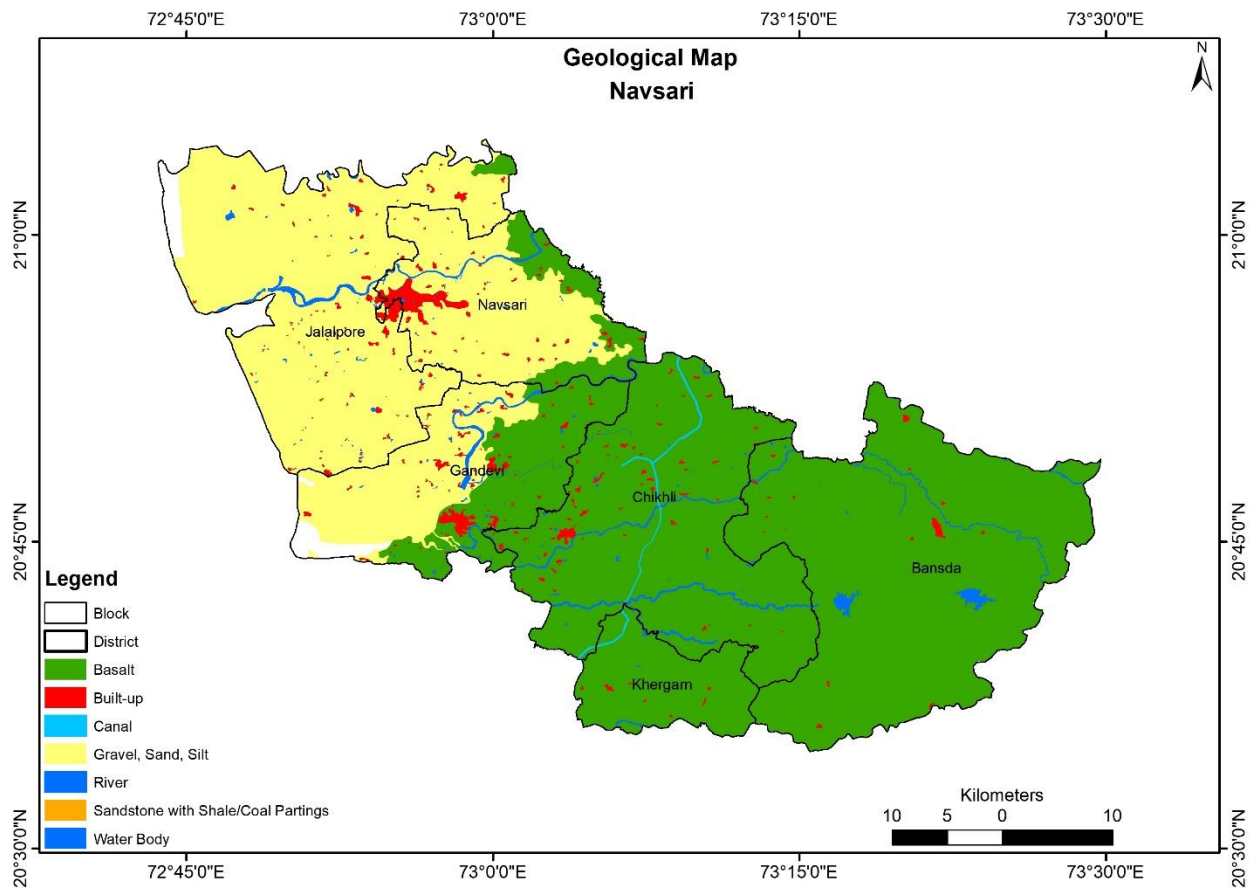 72°45'0"E 73°0'0"E 73°15'0"E 73°30'0"E
Geological Map
Navsari
N
21°0'0"N 21°0'0"N
Navsari
Jalalpore
Gandevi
Chikhli
20°45'0"N 20°45'0"N
Bansda
Khergam
Legend
Block
District
Basalt
Built-up
Canal
Gravel, Sand, Silt
River
Sandstone with Shale/Coal Partings
Water Body
Kilometers
10 5 0 10
20°30'0"N 20°30'0"N
72°45'0"E 73°0'0"E 73°15'0"E 73°30'0"E